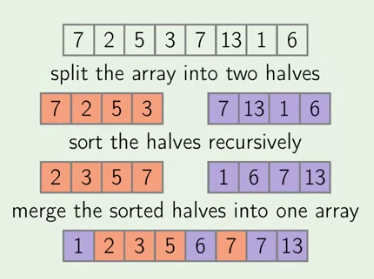 7 2 5 3 7 13 1 6
split the array into two halves
7 2 5 3 7 13 1 6
sort the halves recursively
2 3 5 7 1 6 7 13
merge the sorted halves into one array
1 2 3 5 6 7 7 13